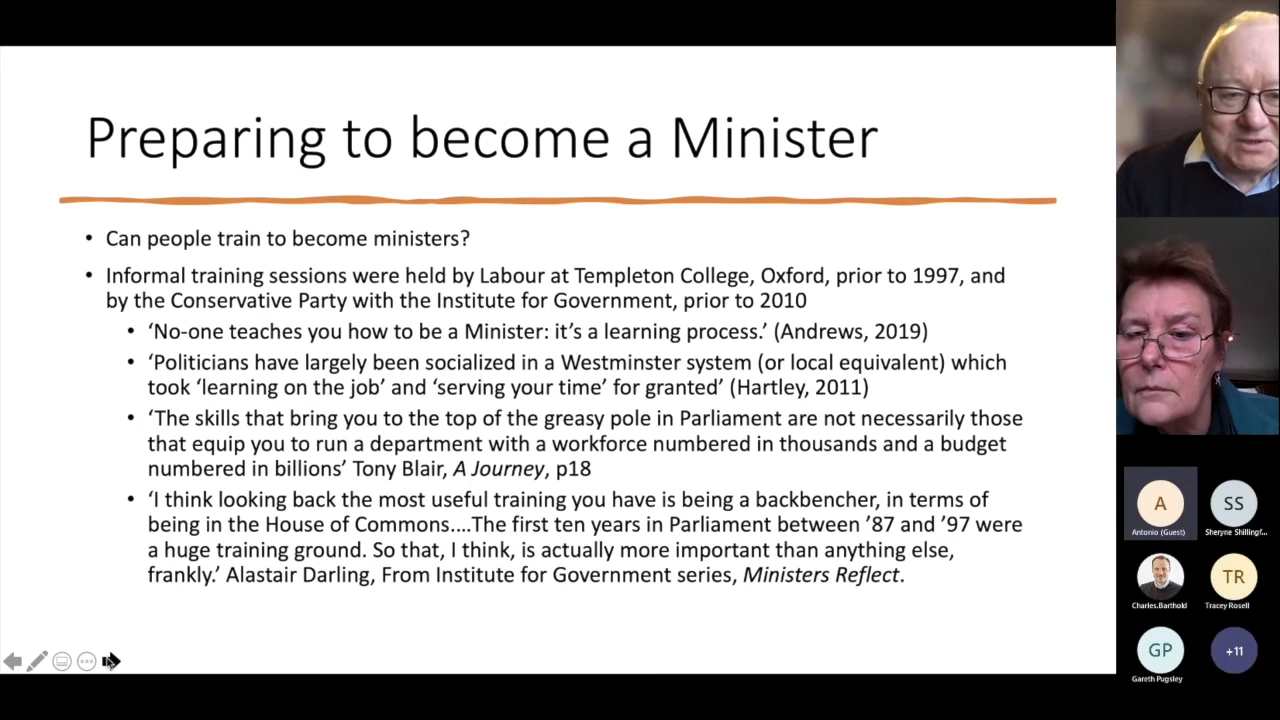 Preparing to become a Minister
• Can people train to become ministers?
• Informal training sessions were held by Labour at Templeton College, Oxford, prior to 1997, and
by the Conservative Party with the Institute for Government, prior to 2010
• ‘No-one teaches you how to be a Minister: it’s a learning process.’ (Andrews, 2019)
• ‘Politicians have largely been socialized in a Westminster system (or local equivalent) which
took ‘learning on the job’ and ‘serving your time’ for granted’ (Hartley, 2011)
• ‘The skills that bring you to the top of the greasy pole in Parliament are not necessarily those
that equip you to run a department with a workforce numbered in thousands and a budget
numbered in billions’ Tony Blair, A Journey, p18
• ‘I think looking back the most useful training you have is being a backbencher, in terms of
being in the House of Commons....The first ten years in Parliament between ’87 and ’97 were
a huge training ground. So that, I think, is actually more important than anything else,
frankly.’ Alastair Darling, From Institute for Government series, Ministers Reflect.
A
SS
Antonio (Guest)
Sheryne Shillingf...
TR
Charles.Barthold
Tracey Rosell
GP
+11
Gareth Pugsley